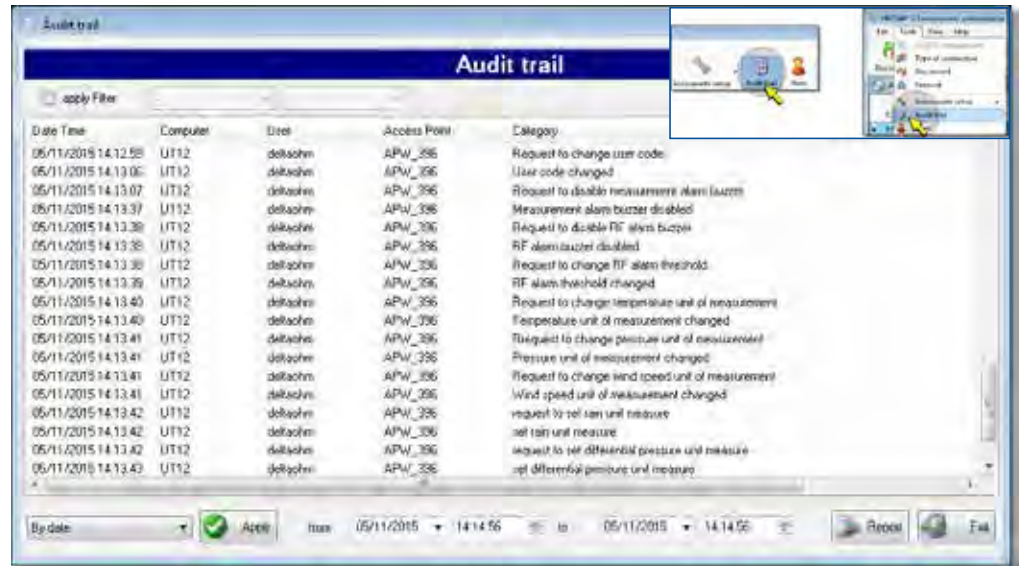 Audit trail
Audit trail
apply Filter
Date Time Computer User Access Point Category
05/11/2015 14.12.59 UT12 deltaohm APW_396 Request to change user code
05/11/2015 14.13.06 UT12 deltaohm APW_396 User code changed
05/11/2015 14.13.07 UT12 deltaohm APW_396 Request to disable measurement alarm buzzer
05/11/2015 14.13.37 UT12 deltaohm APW_396 Measurement alarm buzzer disabled
05/11/2015 14.13.38 UT12 deltaohm APW_396 Request to disable RF alarm buzzer
05/11/2015 14.13.38 UT12 deltaohm APW_396 RF alarm buzzer disabled
05/11/2015 14.13.38 UT12 deltaohm APW_396 Request to change RF alarm threshold
05/11/2015 14.13.39 UT12 deltaohm APW_396 RF alarm threshold changed
05/11/2015 14.13.40 UT12 deltaohm APW_396 Request to change temperature unit of measurement
05/11/2015 14.13.40 UT12 deltaohm APW_396 Temperature unit of measurement changed
05/11/2015 14.13.41 UT12 deltaohm APW_396 Request to change pressure unit of measurement
05/11/2015 14.13.41 UT12 deltaohm APW_396 Pressure unit of measurement changed
05/11/2015 14.13.41 UT12 deltaohm APW_396 Request to change wind speed unit of measurement
05/11/2015 14.13.41 UT12 deltaohm APW_396 Wind speed unit of measurement changed
05/11/2015 14.13.42 UT12 deltaohm APW_396 request to set rain unit measure
05/11/2015 14.13.42 UT12 deltaohm APW_396 set rain unit measure
05/11/2015 14.13.42 UT12 deltaohm APW_396 request to set differential pressure unit measure
05/11/2015 14.13.43 UT12 deltaohm APW_396 set differential pressure unit measure
By date Apply from 05/11/2015 14.14.56 to 05/11/2015 14.14.56 Report Exit
Tools View Help
Type of connection
Disconnect
Audit trail